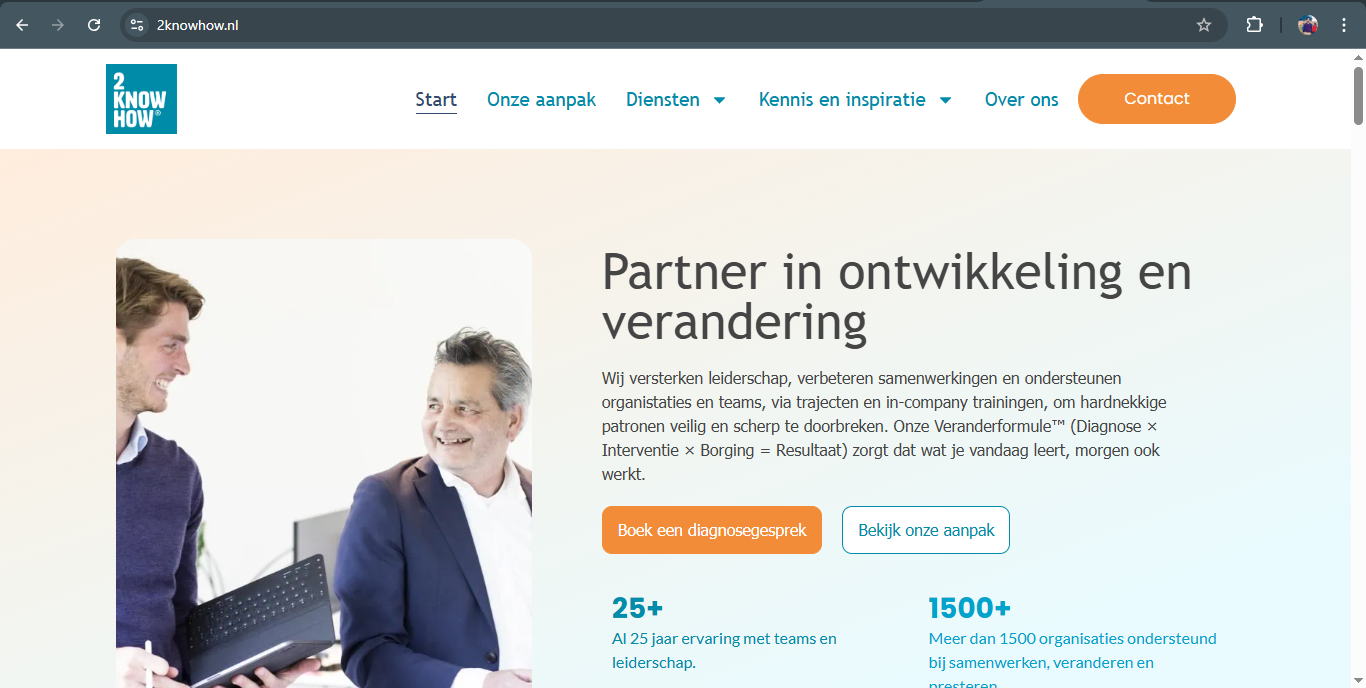 2knowhow.nl
2
KNOW
HOW®
Start
Onze aanpak
Diensten
Kennis en inspiratie
Over ons
Contact
Partner in ontwikkeling en
verandering
Wij versterken leiderschap, verbeteren samenwerkingen en ondersteunen
organistaties en teams, via trajecten en in-company trainingen, om hardnekkige
patronen veilig en scherp te doorbreken. Onze Veranderformule™ (Diagnose ×
Interventie × Borging = Resultaat) zorgt dat wat je vandaag leert, morgen ook
werkt.
Boek een diagnosegesprek
Bekijk onze aanpak
25+
Al 25 jaar ervaring met teams en
leiderschap.
1500+
Meer dan 1500 organisaties ondersteund
bij samenwerken, veranderen en
presteren.